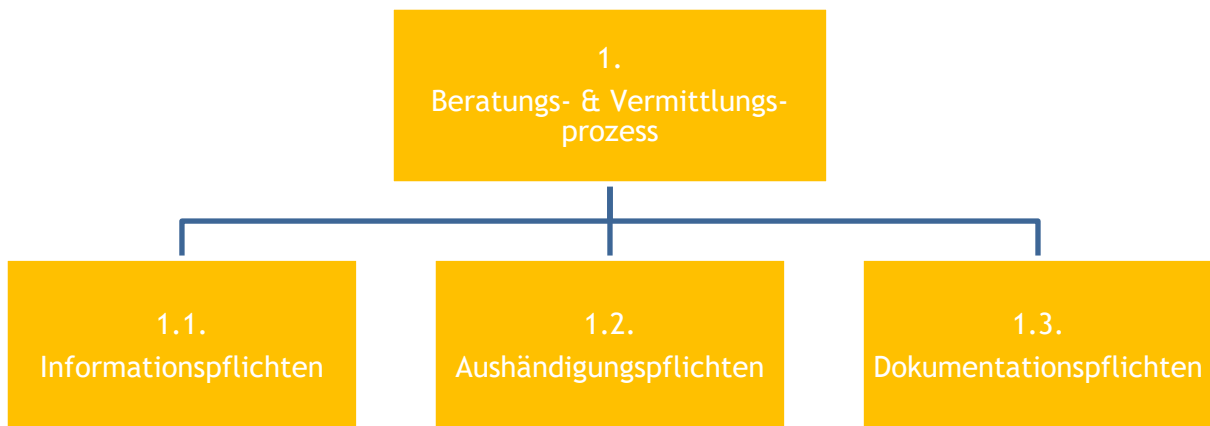 1.
Beratungs- & Vermittlungs-
prozess
1.1.
Informationspflichten
1.2.
Aushändigungspflichten
1.3.
Dokumentationspflichten